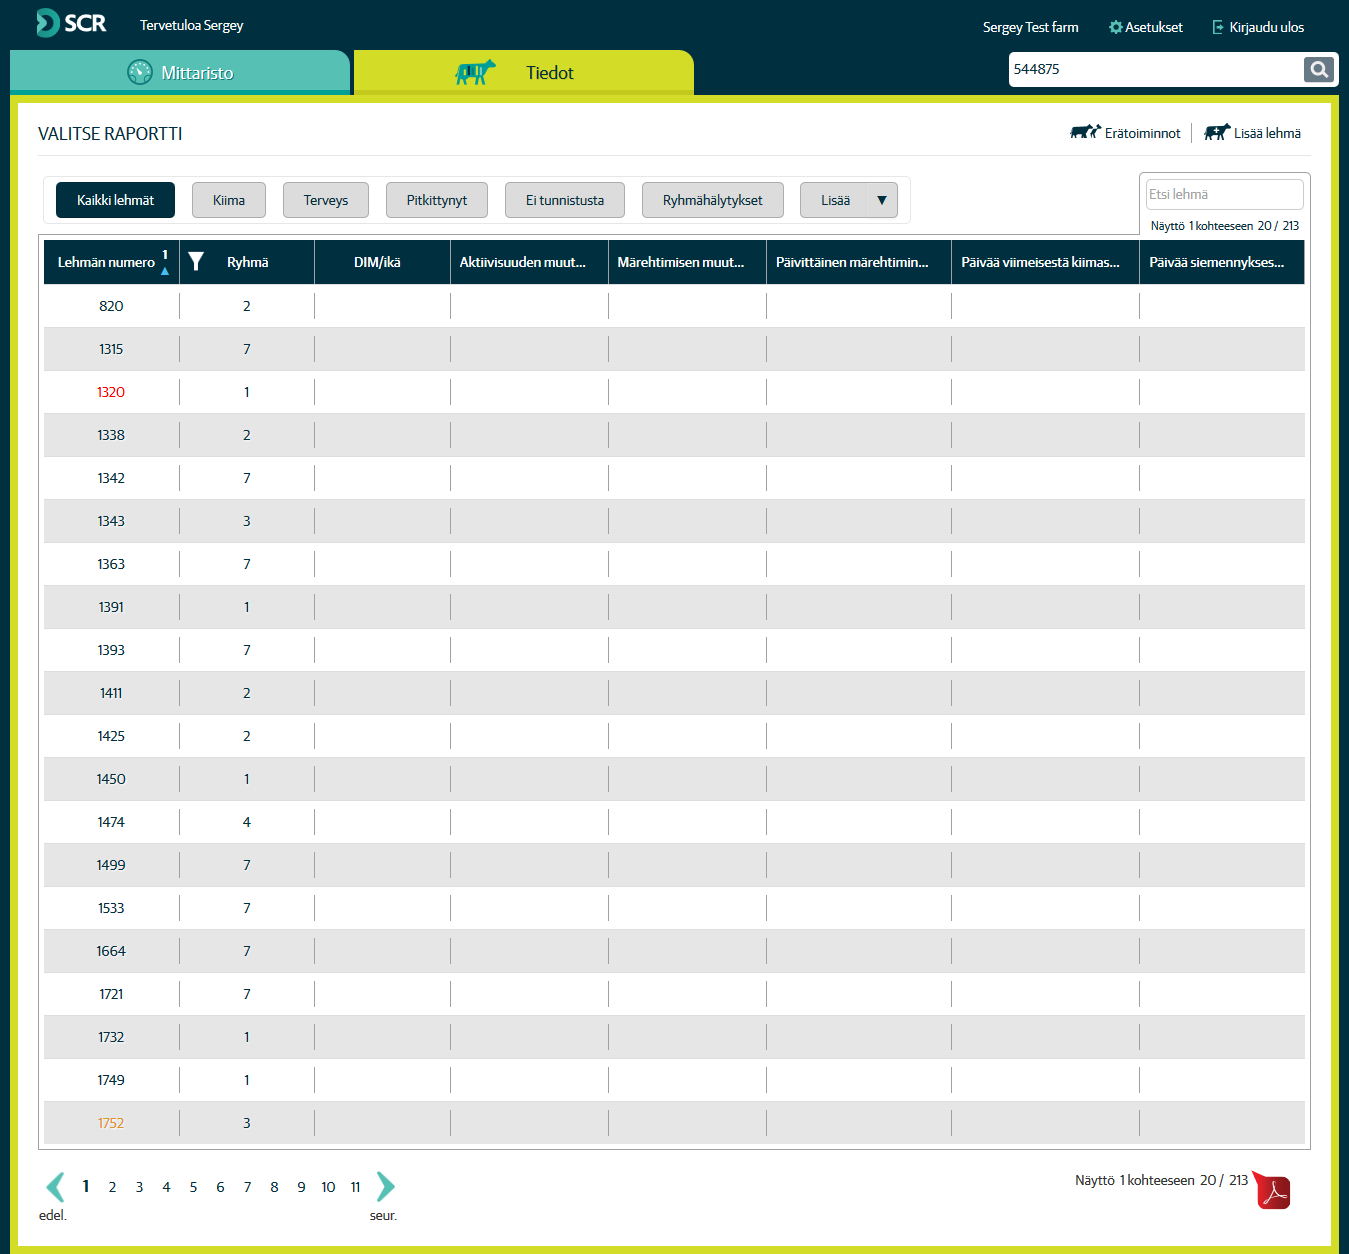 SCR
Tervetuloa Sergey
Sergey Test farm
Asetukset
Kirjaudu ulos
Mittaristo
Tiedot
544875
VALITSE RAPORTTI
Erätoiminnot
Lisää lehmä
Kaikki lehmät
Kiima
Terveys
Pitkittynyt
Ei tunnistusta
Ryhmähälytykset
Lisää ▼
Etsi lehmä
Näyttö 1 kohteeseen 20 / 213
Lehmän numero 1 ▲ Ryhmä DIM/ikä Aktiivisuuden muut... Märehtimisen muut... Päivittäinen märehtimin... Päivää viimeisestä kiimas... Päivää siemennykses...
820 2
1315 7
1320 1
1338 2
1342 7
1343 3
1363 7
1391 1
1393 7
1411 2
1425 2
1450 1
1474 4
1499 7
1533 7
1664 7
1721 7
1732 1
1749 1
1752 3
1 2 3 4 5 6 7 8 9 10 11
edel.
seur.
Näyttö 1 kohteeseen 20 / 213